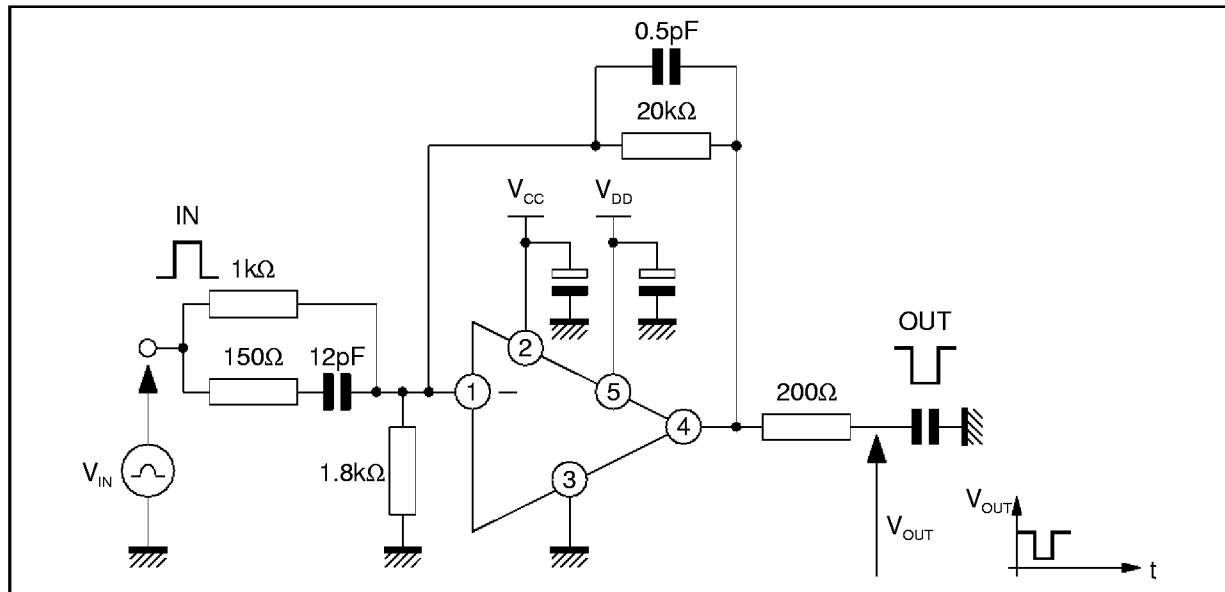 0.5pF
20kΩ
V_CC
V_DD
IN
1kΩ
150Ω
12pF
1.8kΩ
V_IN
1
−
2
5
4
3
OUT
200Ω
V_OUT
V_OUT
t